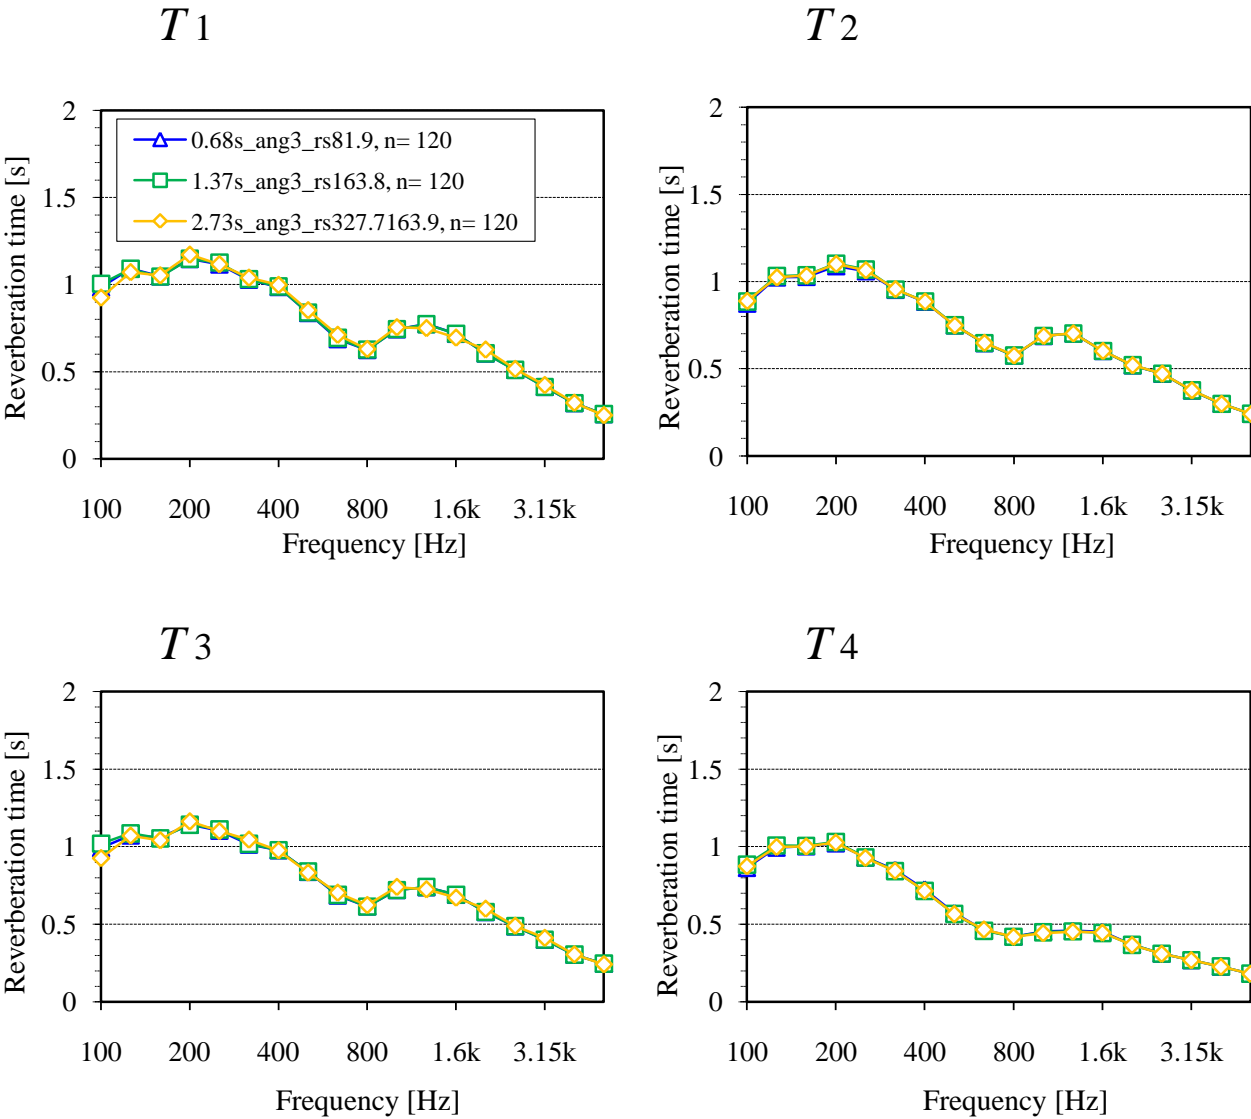 T 1
2
1.5
1
0.5
0
Reverberation time [s]
0.68s_ang3_rs81.9, n= 120
1.37s_ang3_rs163.8, n= 120
2.73s_ang3_rs327.7163.9, n= 120
100 200 400 800 1.6k 3.15k
Frequency [Hz]
T 2
2
1.5
1
0.5
0
Reverberation time [s]
100 200 400 800 1.6k 3.15k
Frequency [Hz]
T 3
2
1.5
1
0.5
0
Reverberation time [s]
100 200 400 800 1.6k 3.15k
Frequency [Hz]
T 4
2
1.5
1
0.5
0
Reverberation time [s]
100 200 400 800 1.6k 3.15k
Frequency [Hz]